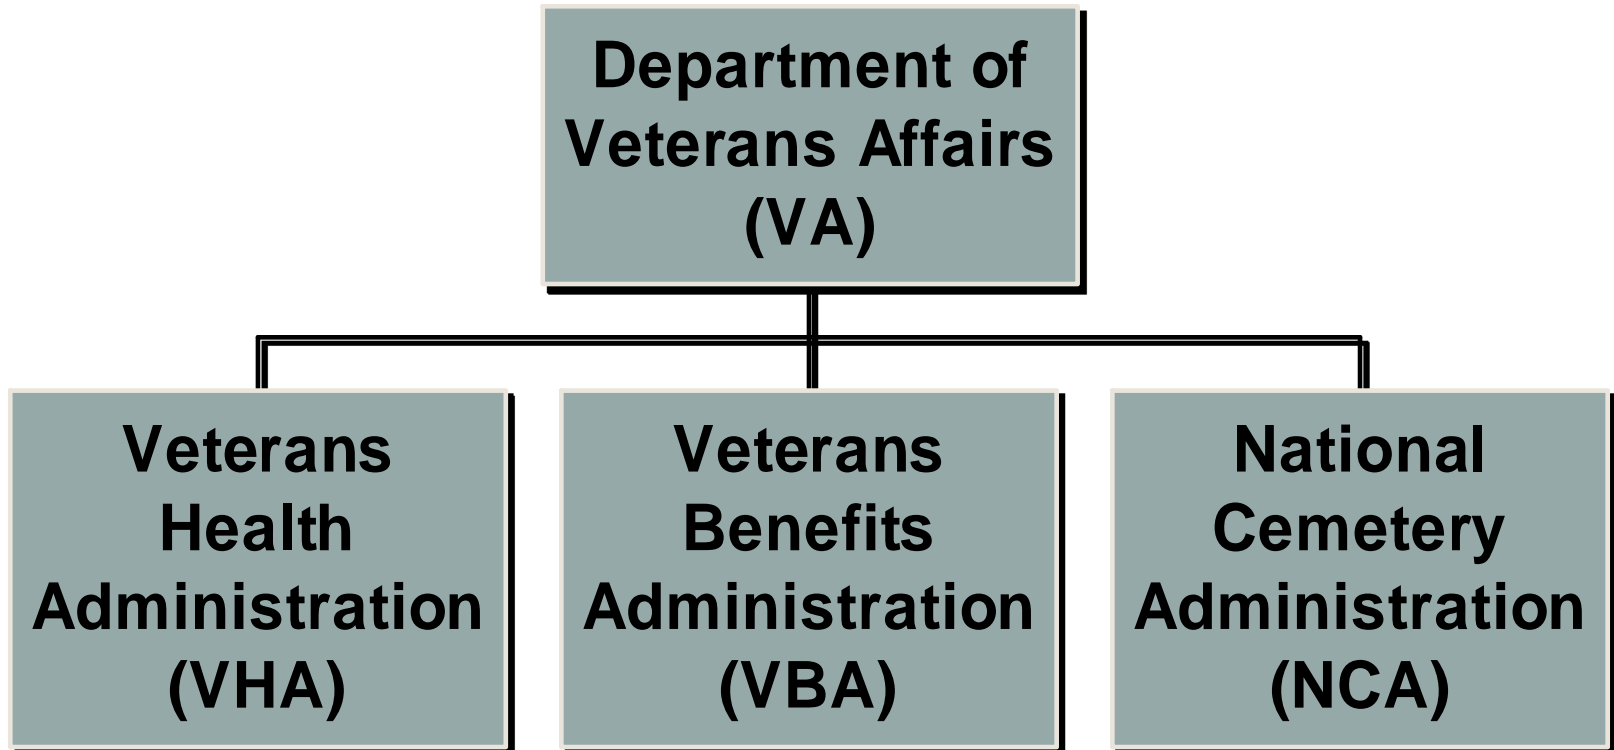 Department of
Veterans Affairs
(VA)
Veterans
Health
Administration
(VHA)
Veterans
Benefits
Administration
(VBA)
National
Cemetery
Administration
(NCA)